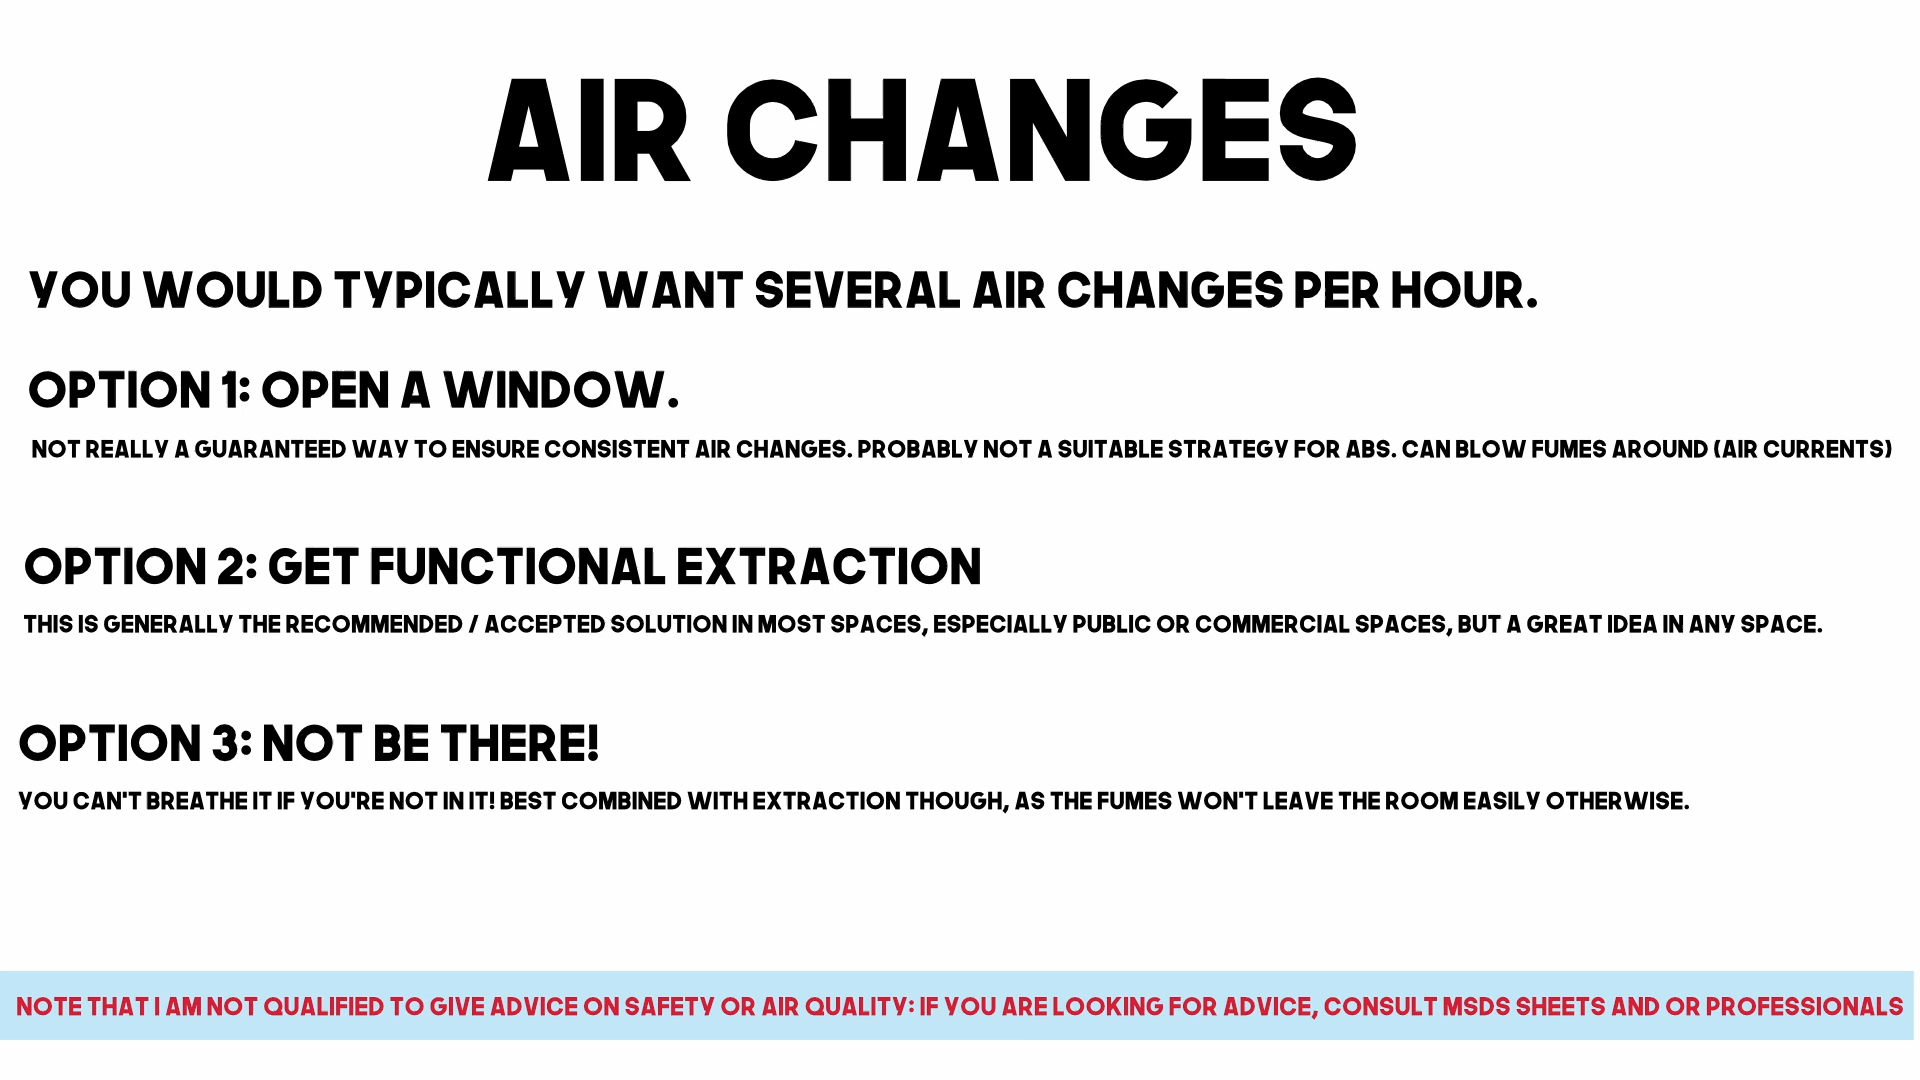 AIR CHANGES
YOU WOULD TYPICALLY WANT SEVERAL AIR CHANGES PER HOUR.
OPTION 1: OPEN A WINDOW.
NOT REALLY A GUARANTEED WAY TO ENSURE CONSISTENT AIR CHANGES. PROBABLY NOT A SUITABLE STRATEGY FOR ABS. CAN BLOW FUMES AROUND (AIR CURRENTS)
OPTION 2: GET FUNCTIONAL EXTRACTION
THIS IS GENERALLY THE RECOMMENDED / ACCEPTED SOLUTION IN MOST SPACES, ESPECIALLY PUBLIC OR COMMERCIAL SPACES, BUT A GREAT IDEA IN ANY SPACE.
OPTION 3: NOT BE THERE!
YOU CAN'T BREATHE IT IF YOU'RE NOT IN IT! BEST COMBINED WITH EXTRACTION THOUGH, AS THE FUMES WON'T LEAVE THE ROOM EASILY OTHERWISE.
NOTE THAT I AM NOT QUALIFIED TO GIVE ADVICE ON SAFETY OR AIR QUALITY: IF YOU ARE LOOKING FOR ADVICE, CONSULT MSDS SHEETS AND OR PROFESSIONALS